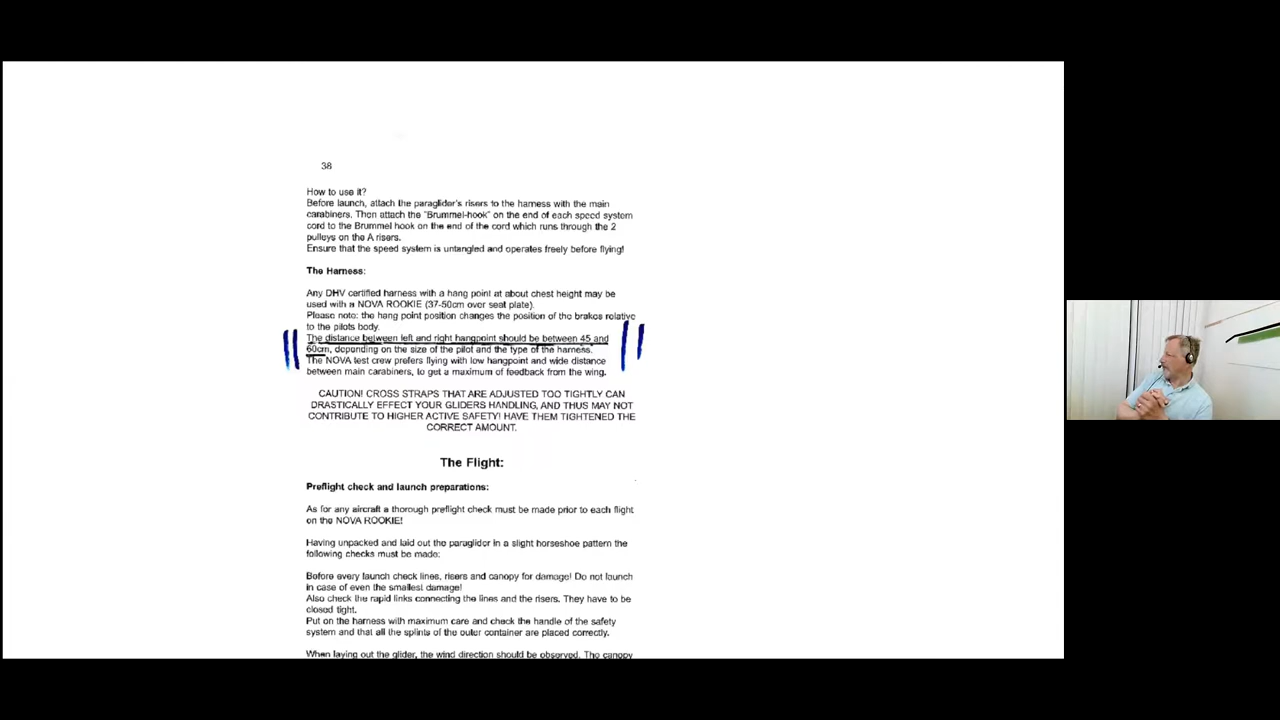 38
How to use it?
Before launch, attach the paraglider's risers to the harness with the main
carabiners. Then attach the "Brummel-hook" on the end of each speed system
cord to the Brummel hook on the end of the cord which runs through the 2
pulleys on the A risers.
Ensure that the speed system is untangled and operates freely before flying!
The Harness:
Any DHV certified harness with a hang point at about chest height may be
used with a NOVA ROOKIE (37-50cm over seat plate).
Please note: the hang point position changes the position of the brakes relative
to the pilots body.
The distance between left and right hangpoint should be between 45 and
60cm, depending on the size of the pilot and the type of the harness.
The NOVA test crew prefers flying with low hangpoint and wide distance
between main carabiners, to get a maximum of feedback from the wing.
CAUTION! CROSS STRAPS THAT ARE ADJUSTED TOO TIGHTLY CAN
DRASTICALLY EFFECT YOUR GLIDERS HANDLING, AND THUS MAY NOT
CONTRIBUTE TO HIGHER ACTIVE SAFETY! HAVE THEM TIGHTENED THE
CORRECT AMOUNT.
The Flight:
Preflight check and launch preparations:
As for any aircraft a thorough preflight check must be made prior to each flight
on the NOVA ROOKIE!
Having unpacked and laid out the paraglider in a slight horseshoe pattern the
following checks must be made:
Before every launch check lines, risers and canopy for damage! Do not launch
in case of even the smallest damage!
Also check the rapid links connecting the lines and the risers. They have to be
closed tight.
Put on the harness with maximum care and check the handle of the safety
system and that all the splints of the outer container are placed correctly.
When laying out the glider, the wind direction should be observed. The canopy